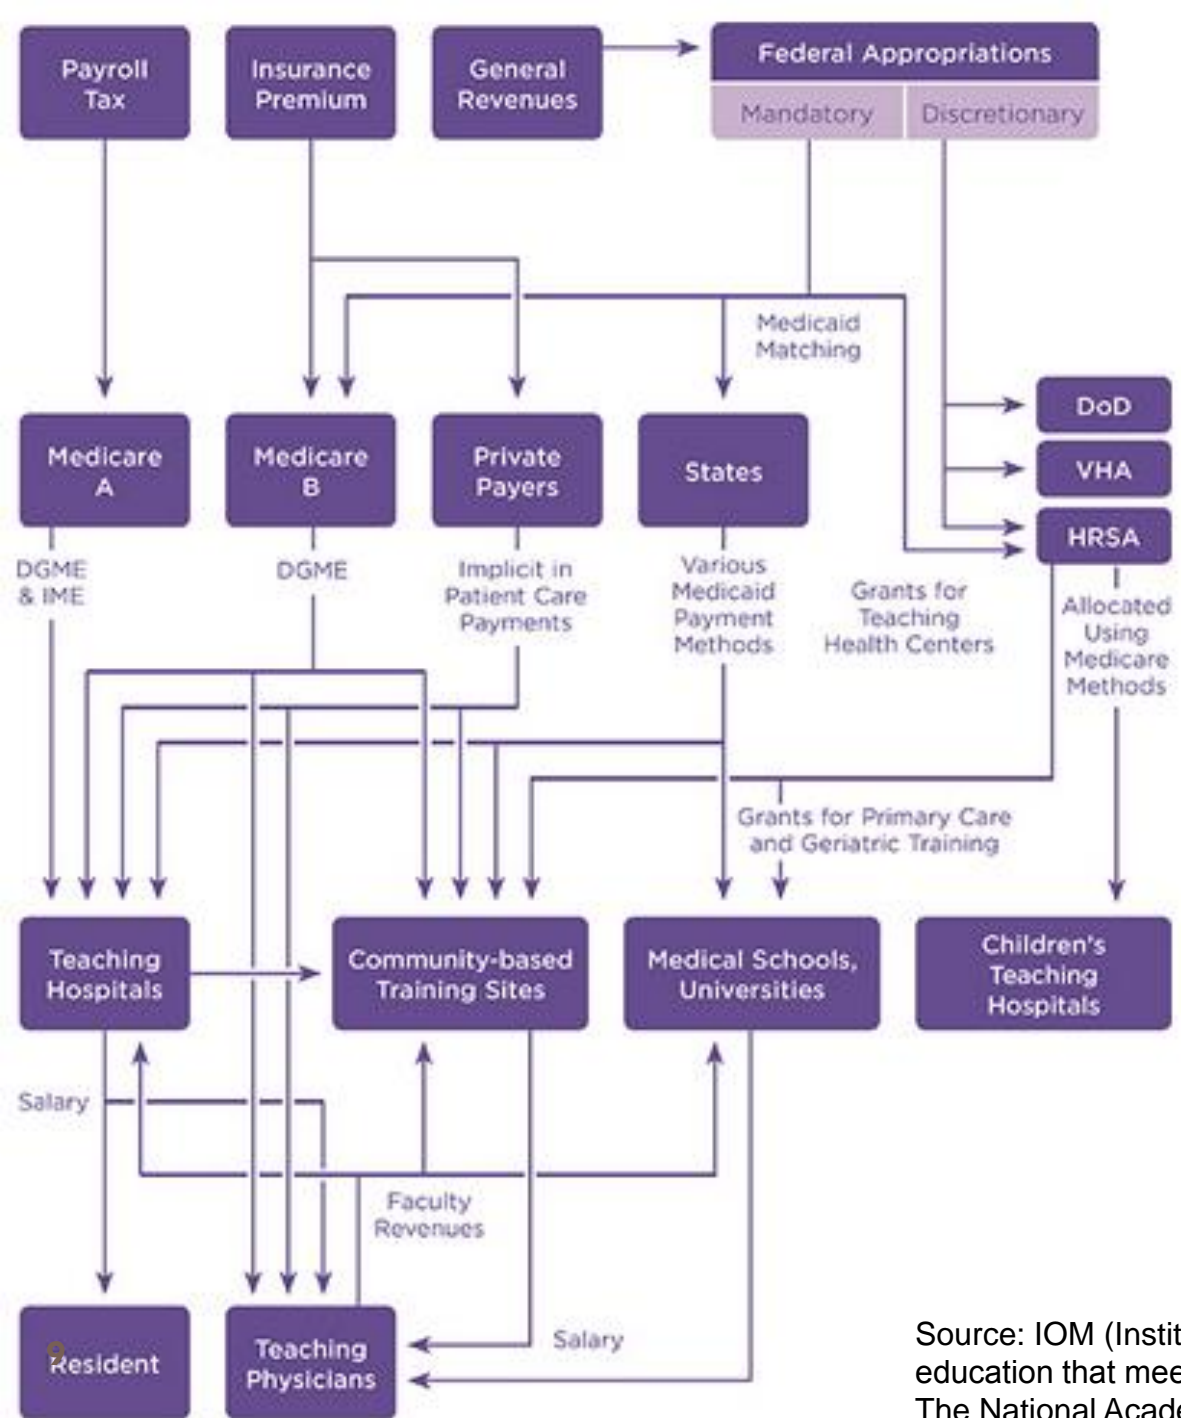 Payroll
Tax
Insurance
Premium
General
Revenues
Federal Appropriations
Mandatory
Discretionary
Medicaid
Matching
DoD
VHA
HRSA
Medicare
A
Medicare
B
Private
Payers
States
DGME
& IME
DGME
Implicit in
Patient Care
Payments
Various
Medicaid
Payment
Methods
Grants for
Teaching
Health Centers
Allocated
Using
Medicare
Methods
Grants for Primary Care
and Geriatric Training
Teaching
Hospitals
Community-based
Training Sites
Medical Schools,
Universities
Children's
Teaching
Hospitals
Salary
Faculty
Revenues
Salary
9
Resident
Teaching
Physicians
Source: IOM (Instit
education that mee
The National Acade